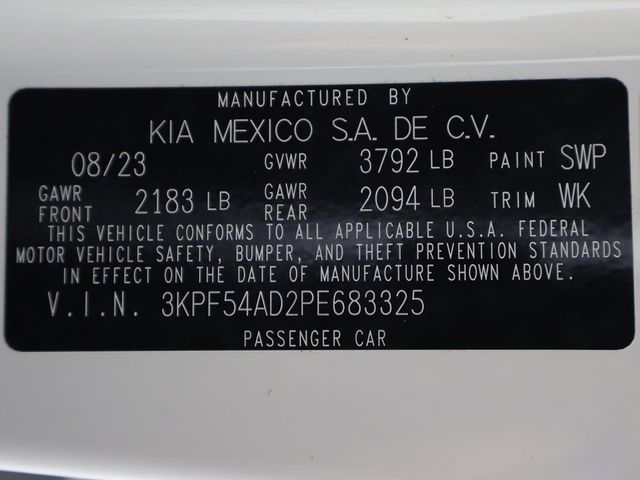 MANUFACTURED BY
KIA MEXICO S.A. DE C.V.
08/23 GVWR 3792 LB PAINT SWP
GAWR FRONT 2183 LB GAWR REAR 2094 LB TRIM WK
THIS VEHICLE CONFORMS TO ALL APPLICABLE U.S.A. FEDERAL
MOTOR VEHICLE SAFETY, BUMPER, AND THEFT PREVENTION STANDARDS
IN EFFECT ON THE DATE OF MANUFACTURE SHOWN ABOVE.
V.I.N. 3KPF54AD2PE683325
PASSENGER CAR